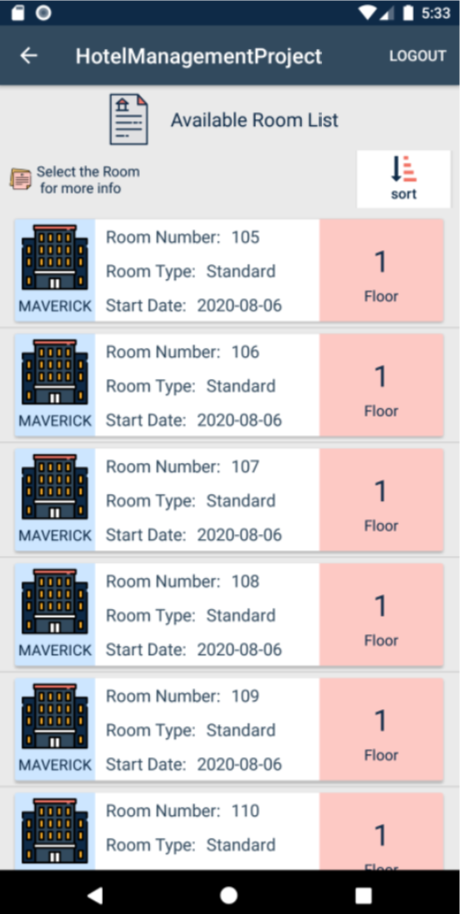 5:33
HotelManagementProject
LOGOUT
Available Room List
Select the Room
for more info
sort
MAVERICK
Room Number: 105
Room Type: Standard
Start Date: 2020-08-06
1
Floor
MAVERICK
Room Number: 106
Room Type: Standard
Start Date: 2020-08-06
1
Floor
MAVERICK
Room Number: 107
Room Type: Standard
Start Date: 2020-08-06
1
Floor
MAVERICK
Room Number: 108
Room Type: Standard
Start Date: 2020-08-06
1
Floor
MAVERICK
Room Number: 109
Room Type: Standard
Start Date: 2020-08-06
1
Floor
Room Number: 110
Room Type: Standard
1
Floor